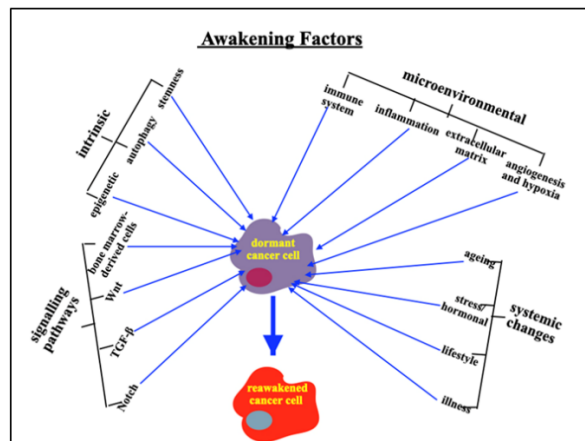 Awakening Factors
intrinsic
stemness
autophagy
epigenetic
microenvironmental
immune
system
inflammation
extracellular
matrix
angiogenesis
and hypoxia
signalling
pathways
bone marrow-
derived cells
Wnt
TGF-β
Notch
dormant
cancer cell
systemic
changes
ageing
stress/
hormonal
lifestyle
illness
reawakened
cancer cell